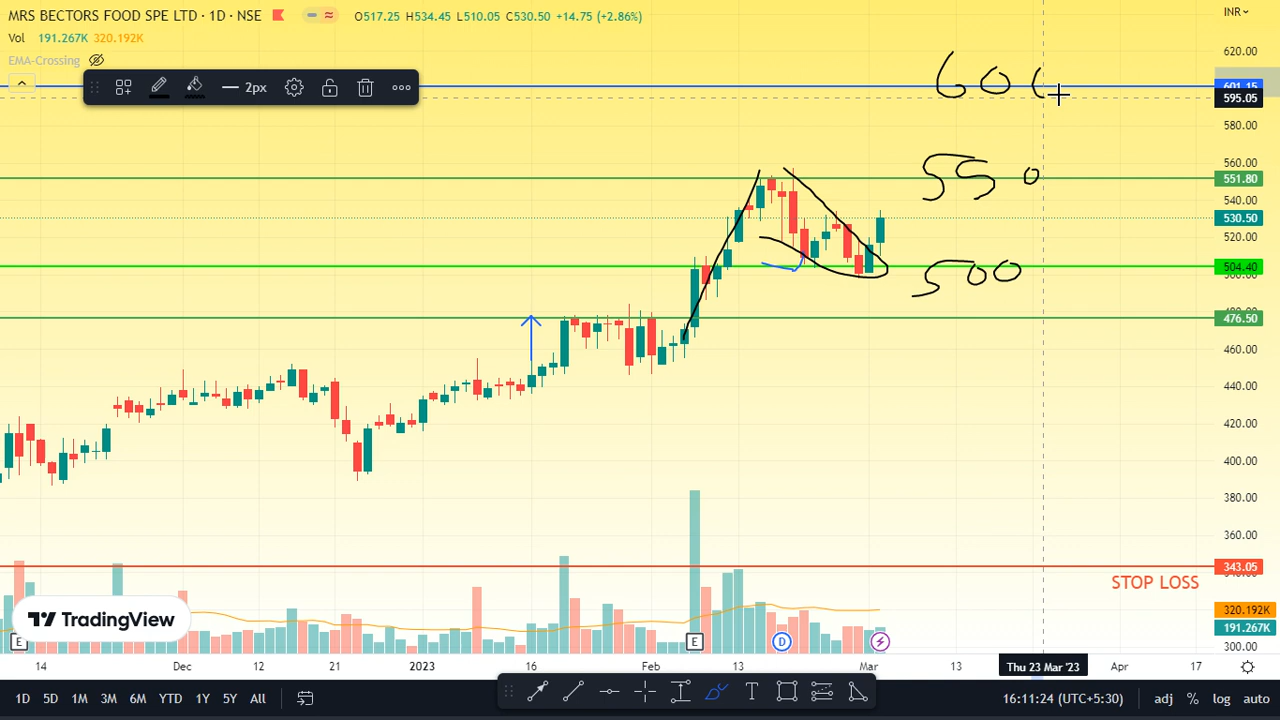 MRS BECTORS FOOD SPE LTD · 1D · NSE O517.25 H534.45 L510.05 C530.50 +14.75 (+2.86%) INR
Vol 191.267K 320.192K
EMA-Crossing
2px
620.00
600
601.15
595.05
580.00
560.00
550
551.80
540.00
530.50
520.00
500
504.40
500.00
480.00
476.50
460.00
440.00
420.00
400.00
380.00
360.00
343.05
STOP LOSS
TradingView
320.192K
191.267K
E E D
300.00
14 Dec 12 21 2023 16 Feb 13 Mar 13 Thu 23 Mar '23 Apr 17
1D 5D 1M 3M 6M YTD 1Y 5Y All T 16:11:24 (UTC+5:30) adj % log auto